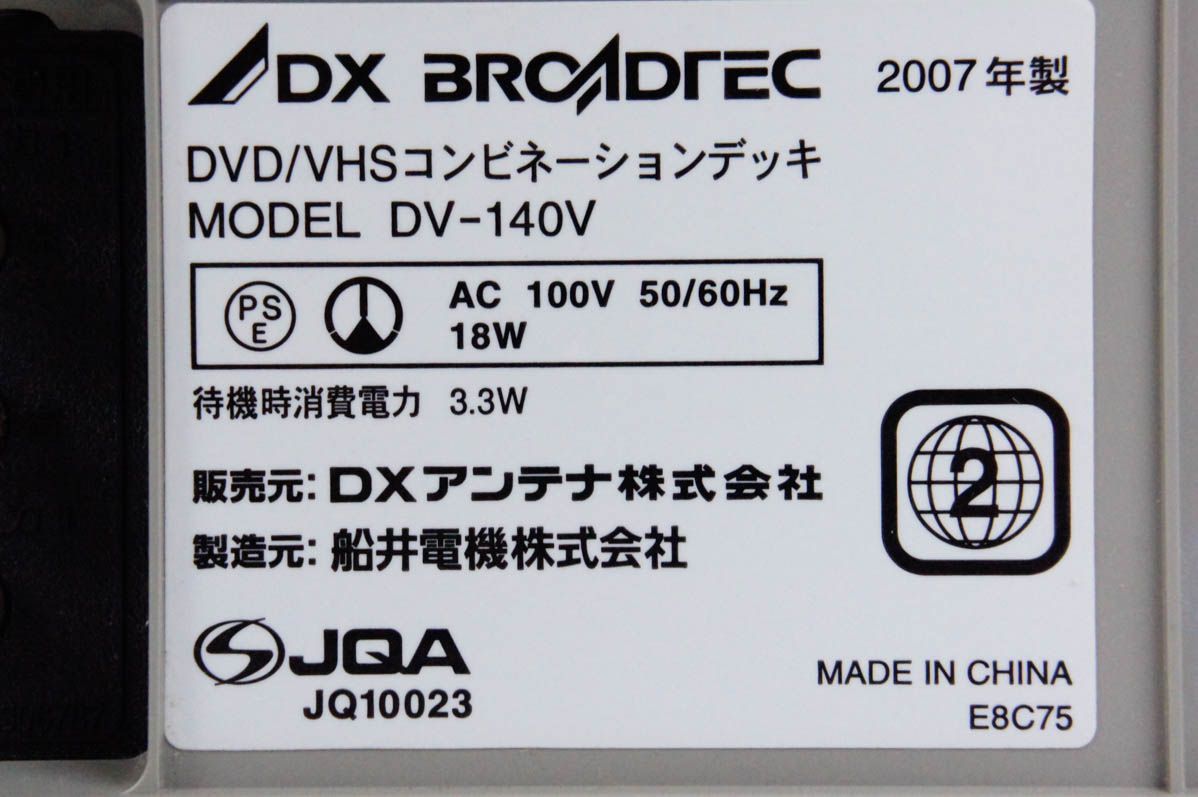 DX BROADTEC 2007年製
DVD/VHSコンビネーションデッキ
MODEL DV-140V
PS E AC 100V 50/60Hz
18W
待機時消費電力 3.3W
2
販売元: DXアンテナ株式会社
製造元: 船井電機株式会社
JQA
JQ10023
MADE IN CHINA
E8C75